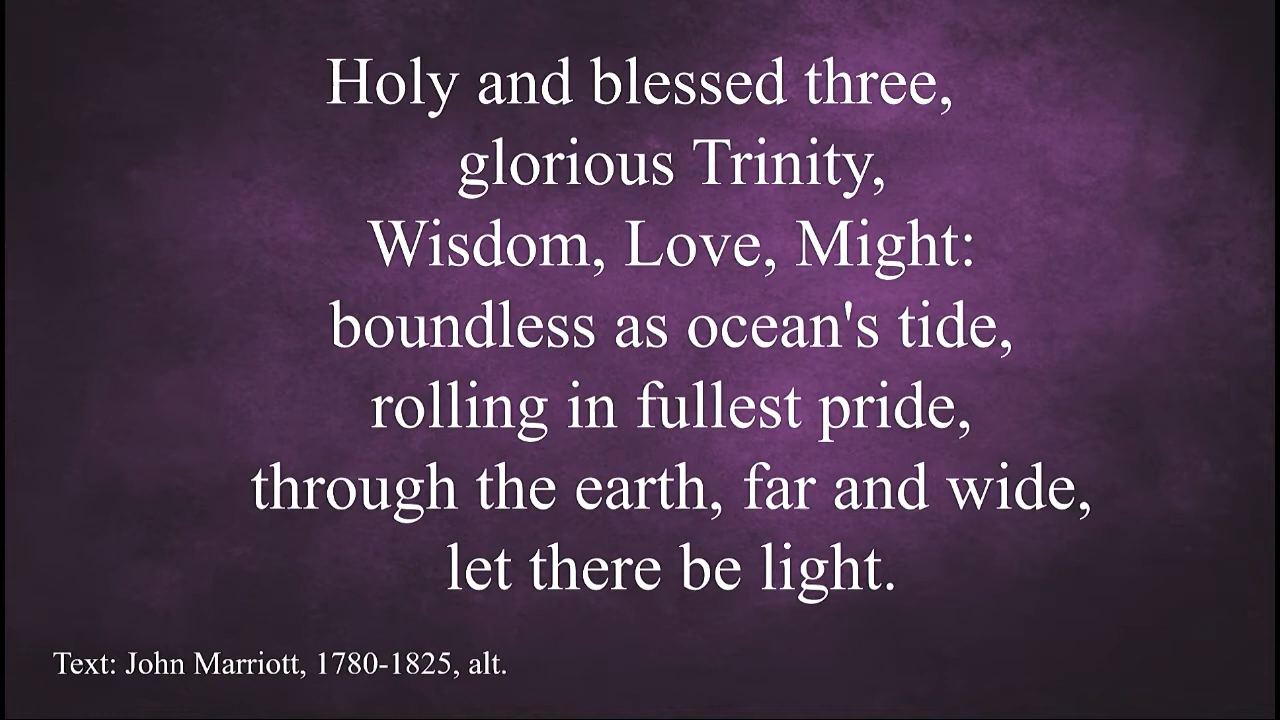 Holy and blessed three,
glorious Trinity,
Wisdom, Love, Might:
boundless as ocean's tide,
rolling in fullest pride,
through the earth, far and wide,
let there be light.
Text: John Marriott, 1780-1825, alt.